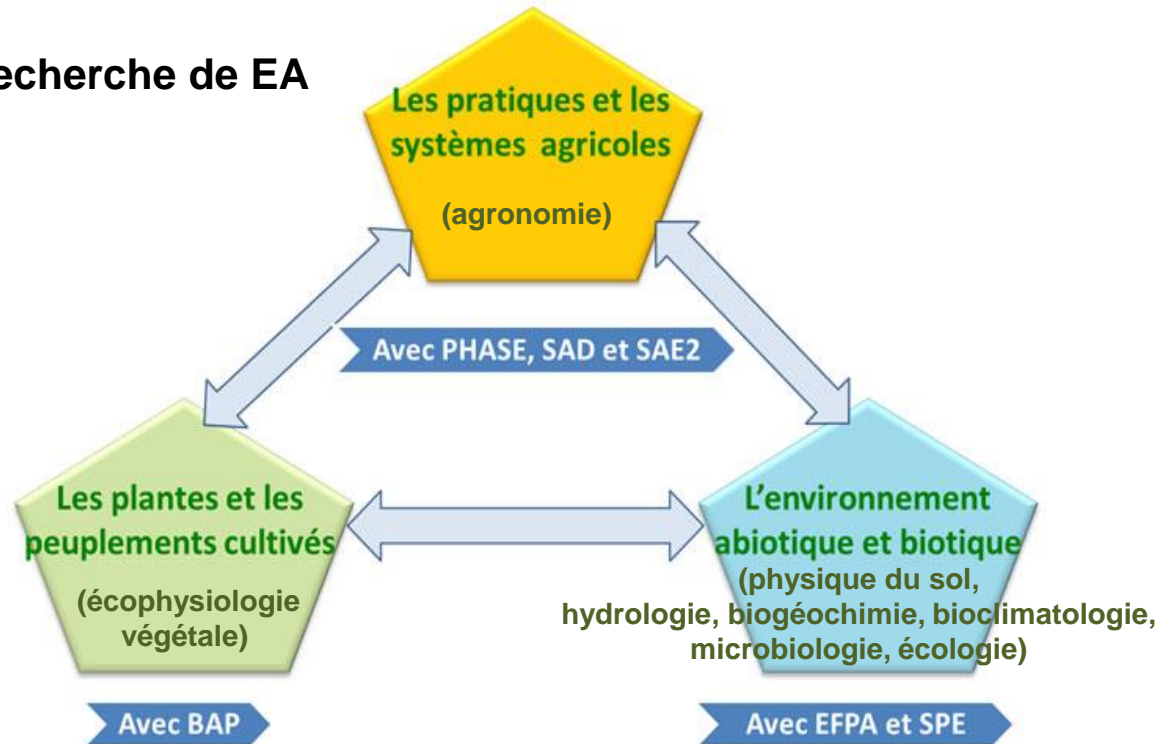 echerche de EA
Les pratiques et les
systèmes agricoles
(agronomie)
Avec PHASE, SAD et SAE2
Les plantes et les
peuplements cultivés
(écophysiologie
végétale)
L'environnement
abiotique et biotique
(physique du sol,
hydrologie, biogéochimie, bioclimatologie,
microbiologie, écologie)
Avec BAP
Avec EFPA et SPE